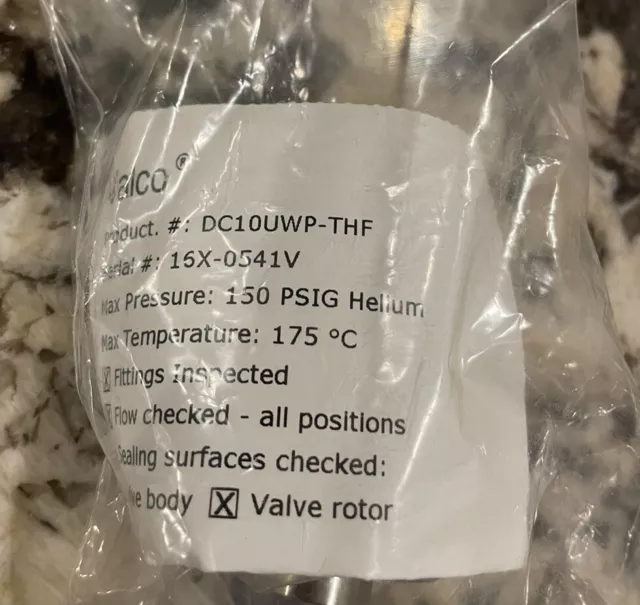 ®
#: DC10UWP-THF
#: 16X-0541V
Max Pressure: 150 PSIG Helium
Max Temperature: 175 °C
Fittings Inspected
Flow checked - all positions
Sealing surfaces checked:
body ☒ Valve rotor